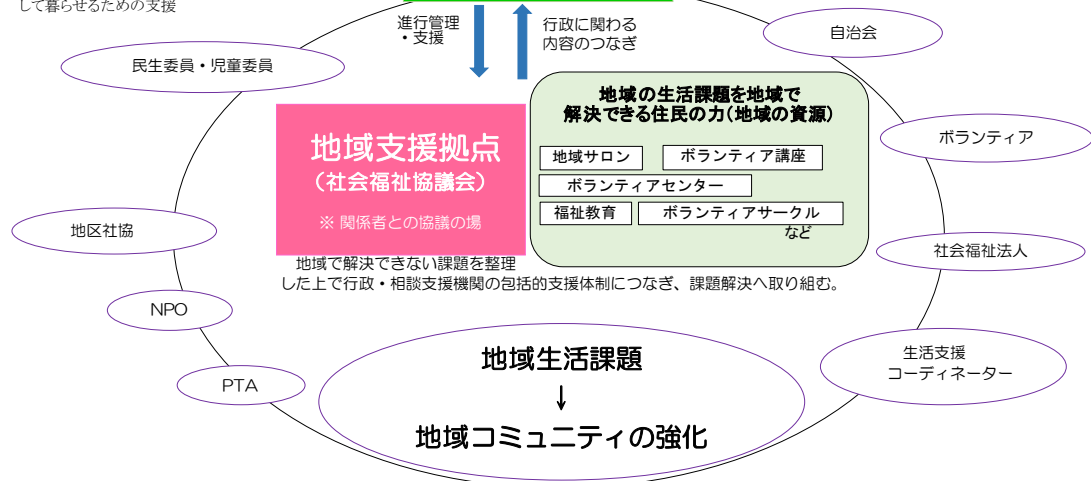 して暮らせるための支援
進行管理
・支援
行政に関わる
内容のつなぎ
自治会
民生委員・児童委員
地域の生活課題を地域で
解決できる住民の力(地域の資源)
地域支援拠点
(社会福祉協議会)
※ 関係者との協議の場
地域サロン
ボランティア講座
ボランティアセンター
福祉教育
ボランティアサークル
など
ボランティア
地区社協
社会福祉法人
地域で解決できない課題を整理
した上で行政・相談支援機関の包括的支援体制につなぎ、課題解決へ取り組む。
NPO
PTA
地域生活課題
↓
地域コミュニティの強化
生活支援
コーディネーター